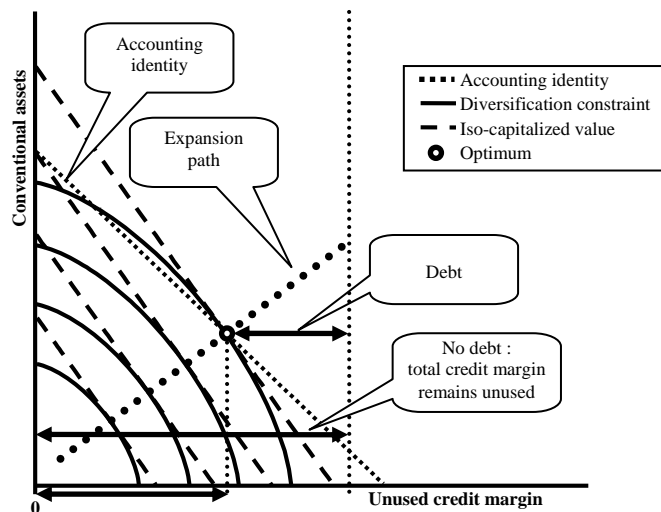 Accounting
identity
Expansion
path
Conventional assets
Accounting identity
Diversification constraint
Iso-capitalized value
Optimum
Debt
No debt :
total credit margin
remains unused
0
Unused credit margin